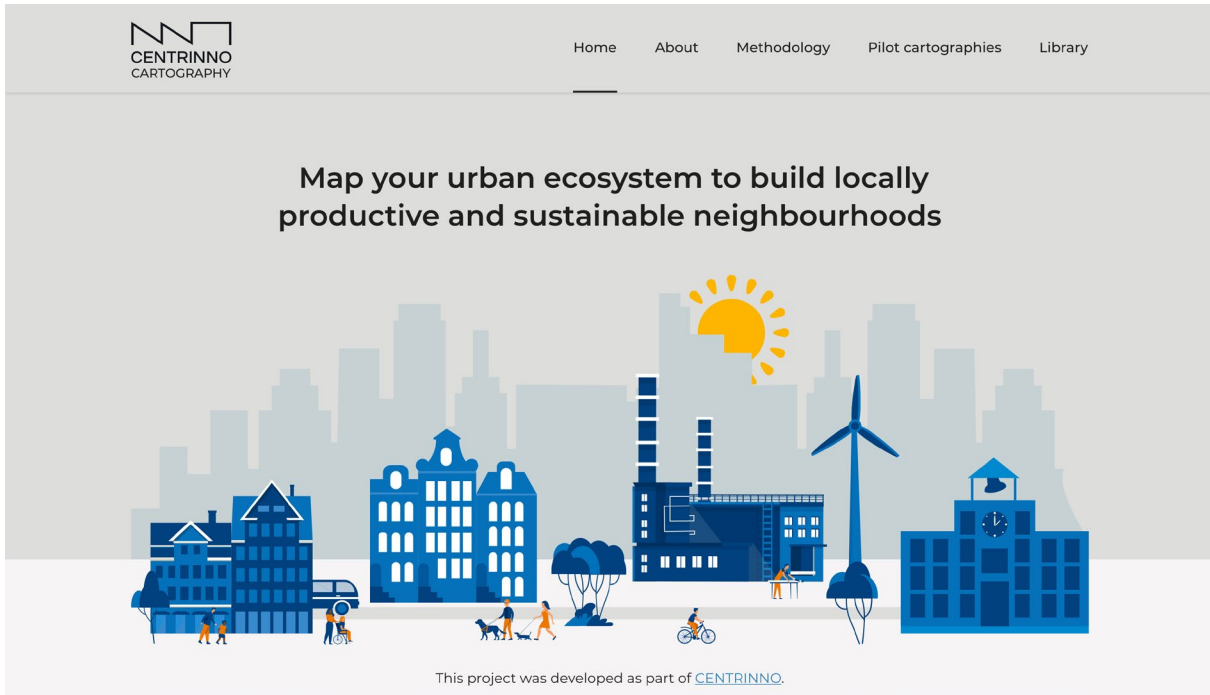 CENTRINNO
CARTOGRAPHY
Home About Methodology Pilot cartographies Library
Map your urban ecosystem to build locally
productive and sustainable neighbourhoods
This project was developed as part of CENTRINNO.